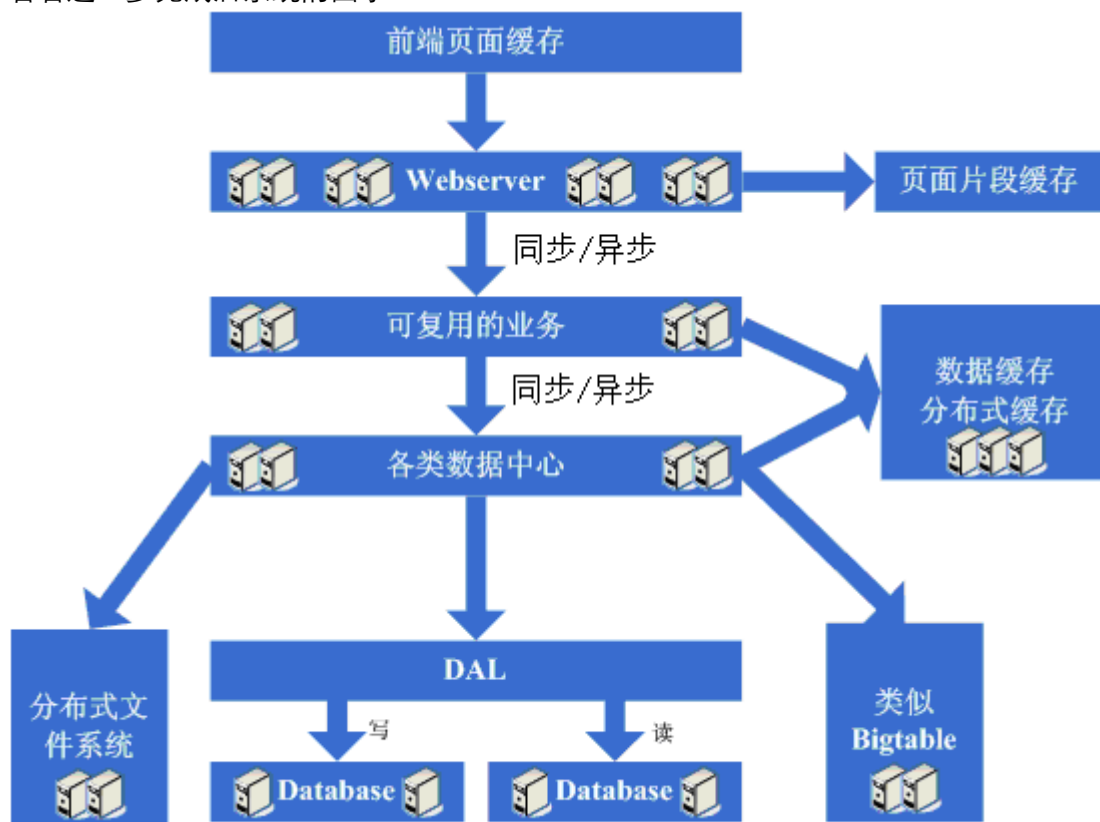 前端页面缓存
Webserver
页面片段缓存
同步/异步
可复用的业务
数据缓存
分布式缓存
同步/异步
各类数据中心
DAL
分布式文
件系统
类似
Bigtable
写
读
Database
Database